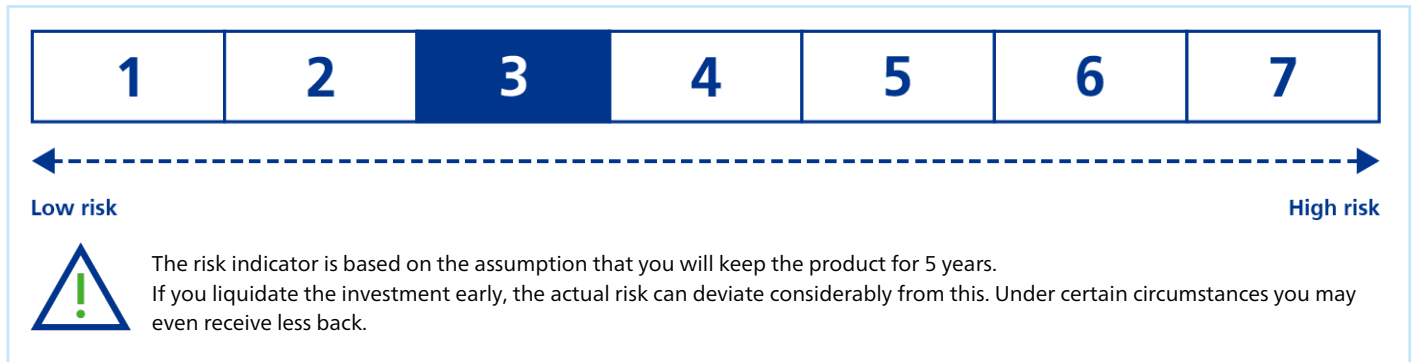 1 2 3 4 5 6 7
Low risk High risk
The risk indicator is based on the assumption that you will keep the product for 5 years.
If you liquidate the investment early, the actual risk can deviate considerably from this. Under certain circumstances you may
even receive less back.